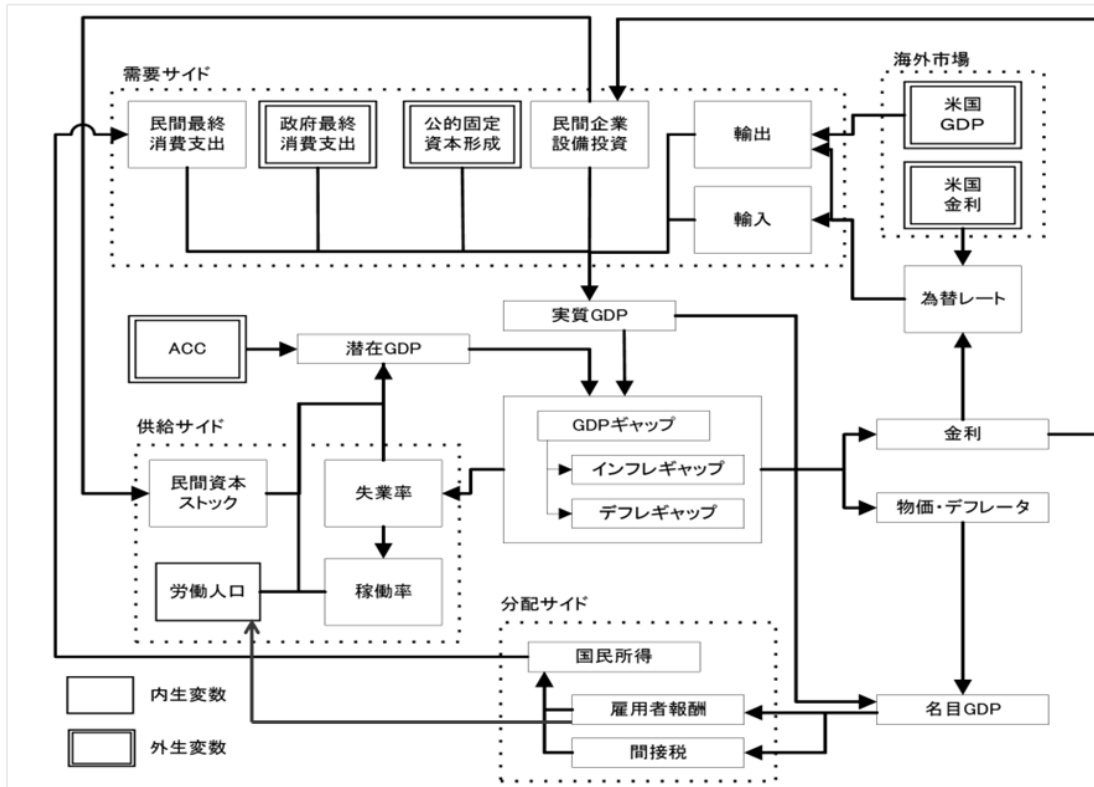 海外市場
需要サイド
民間最終
消費支出
政府最終
消費支出
公的固定
資本形成
民間企業
設備投資
輸出
輸入
米国
GDP
米国
金利
為替レート
実質GDP
ACC
潜在GDP
供給サイド
民間資本
ストック
失業率
労働人口
稼働率
GDPギャップ
インフレギャップ
デフレギャップ
金利
物価・デフレータ
分配サイド
国民所得
雇用者報酬
間接税
名目GDP
内生変数
外生変数